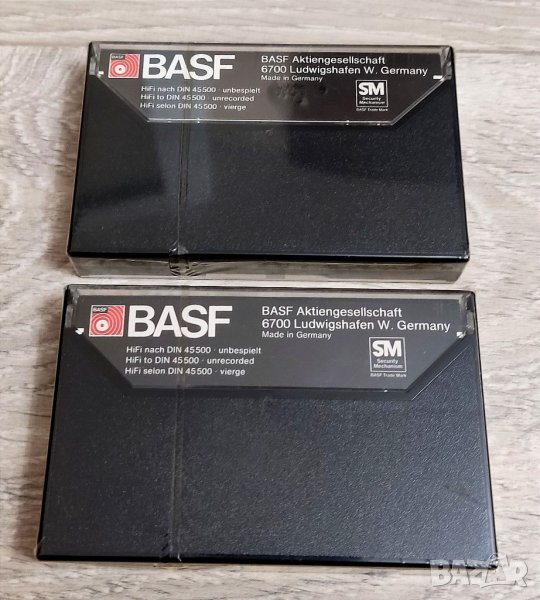 BASF
BASF
BASF Aktiengesellschaft
6700 Ludwigshafen W. Germany
Made in Germany
HiFi nach DIN 45500 · unbespielt
HiFi to DIN 45500 · unrecorded
HiFi selon DIN 45500 · vierge
SM
Security
Mechanism
BASF Trade Mark
BASF
BASF
BASF Aktiengesellschaft
6700 Ludwigshafen W. Germany
Made in Germany
HiFi nach DIN 45500 · unbespielt
HiFi to DIN 45500 · unrecorded
HiFi selon DIN 45500 · vierge
SM
Security
Mechanism
BASF Trade Mark
BAZAR